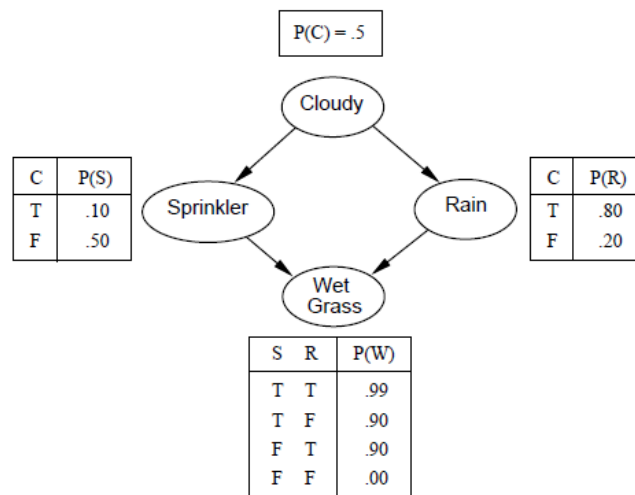 P(C) = .5
Cloudy
C P(S)
T .10
F .50
Sprinkler
Rain
C P(R)
T .80
F .20
Wet
Grass
S R P(W)
T T .99
T F .90
F T .90
F F .00